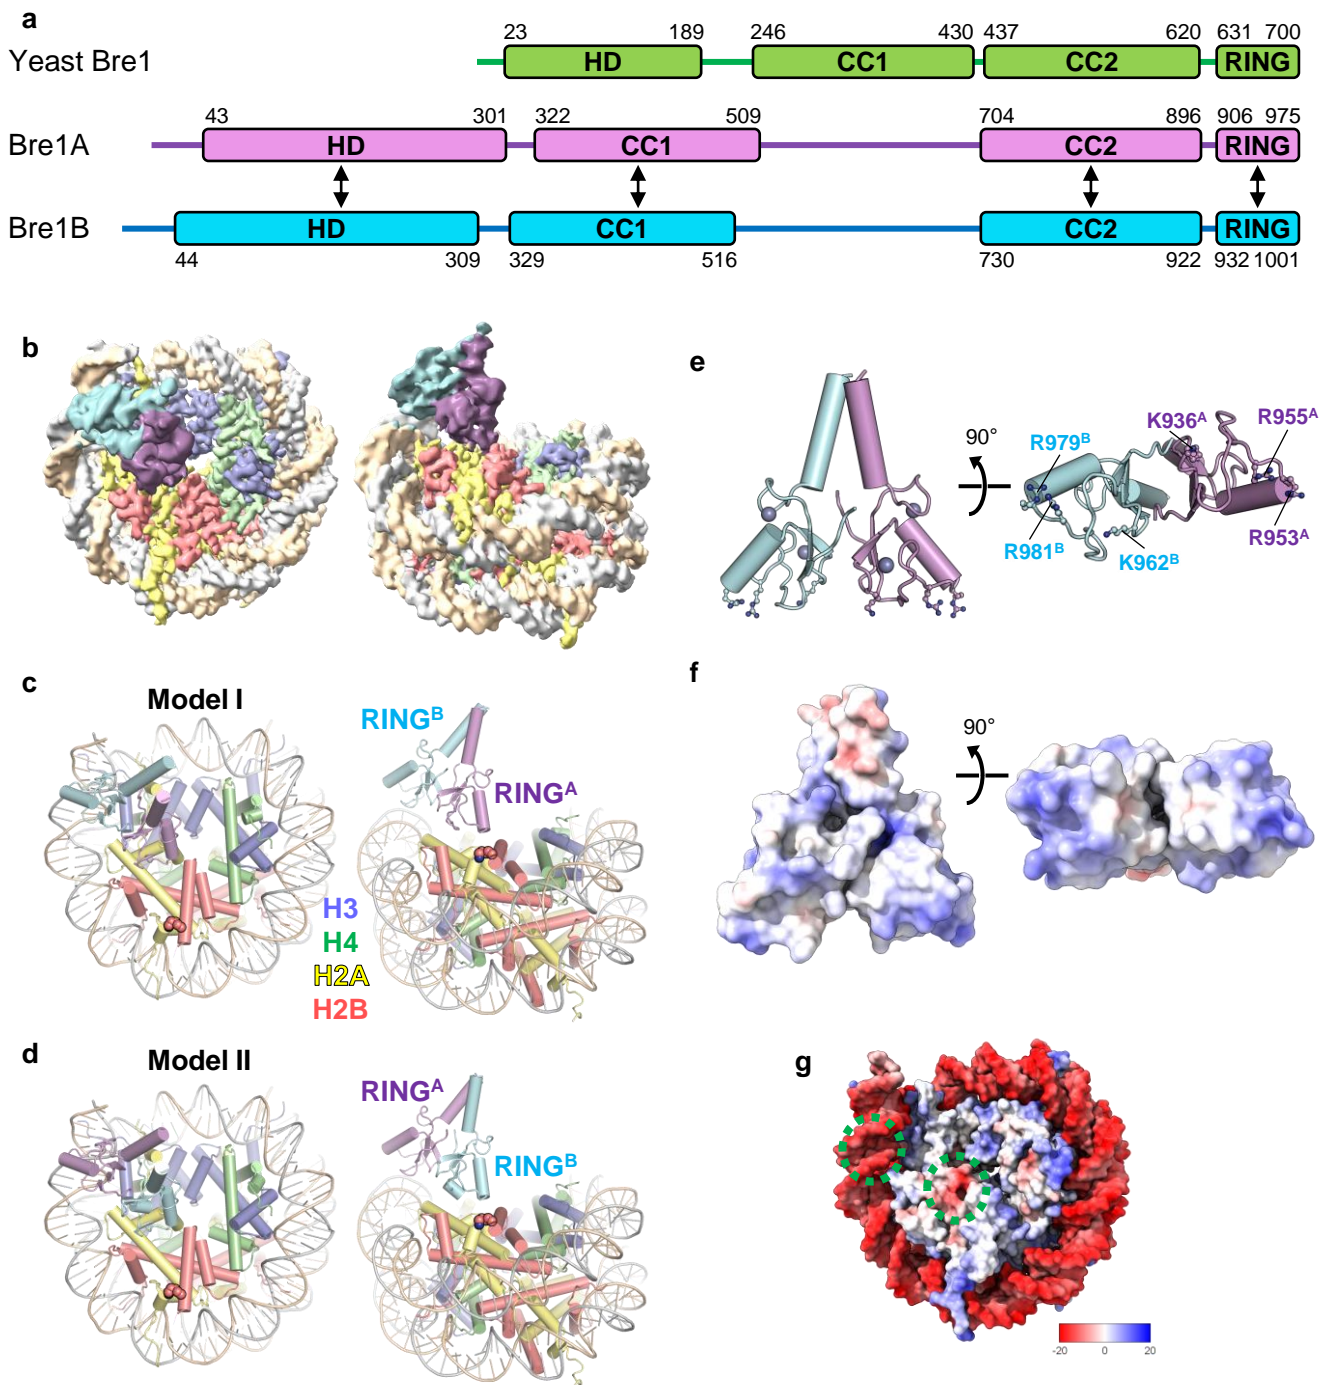 a
23 189 246 430 437 620 631 700
Yeast Bre1 HD CC1 CC2 RING
43 301 322 509 704 896 906 975
Bre1A HD CC1 CC2 RING
Bre1B HD CC1 CC2 RING
44 309 329 516 730 922 932 1001
b
e
90°
R979B
R981B
K936A
R955A
K962B
R953A
c
Model I
RINGB
RINGA
H3
H4
H2A
H2B
f
90°
d
Model II
RINGA
RINGB
g
-20 0 20